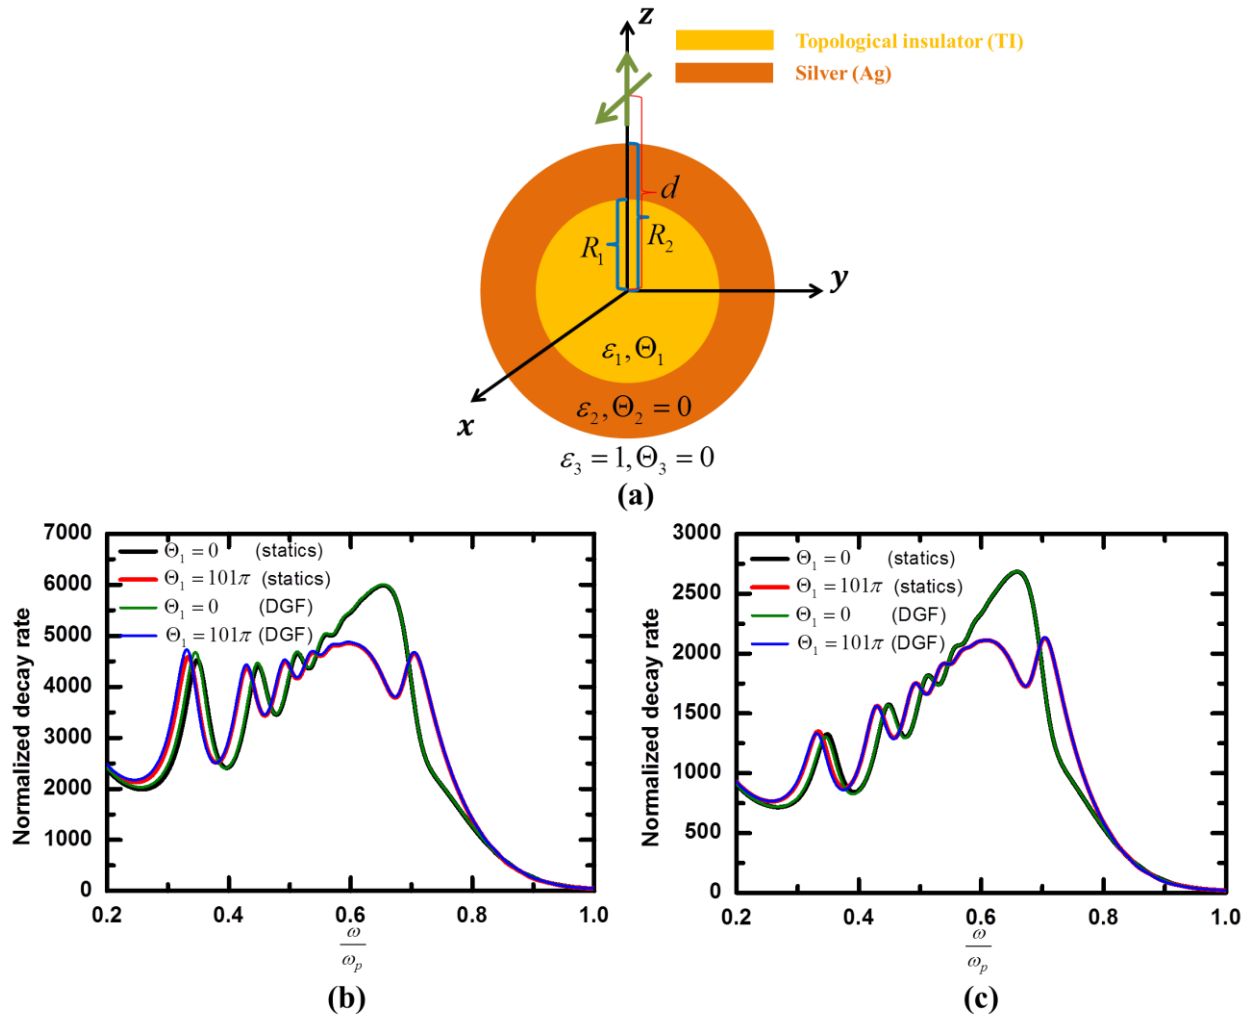 z
Topological insulator (TI)
Silver (Ag)
d
R₁
R₂
y
ε₁, Θ₁
ε₂, Θ₂ = 0
x
ε₃ = 1, Θ₃ = 0
(a)
7000
6000
5000
4000
3000
2000
1000
0
Normalized decay rate
Θ₁ = 0 (statics)
Θ₁ = 101π (statics)
Θ₁ = 0 (DGF)
Θ₁ = 101π (DGF)
0.2 0.4 0.6 0.8 1.0
ω
ωₚ
(b)
3000
2500
2000
1500
1000
500
0
Normalized decay rate
Θ₁ = 0 (statics)
Θ₁ = 101π (statics)
Θ₁ = 0 (DGF)
Θ₁ = 101π (DGF)
0.2 0.4 0.6 0.8 1.0
ω
ωₚ
(c)